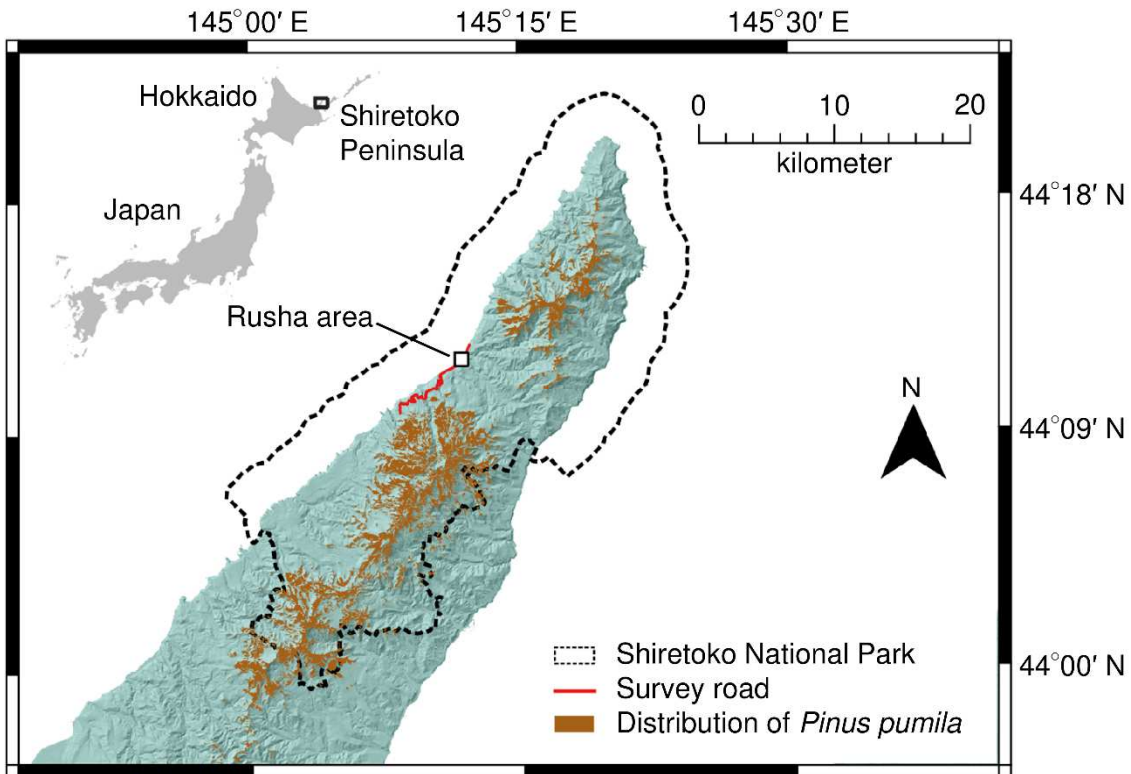 145°00′ E
145°15′ E
145°30′ E
Hokkaido
Shiretoko
Peninsula
Japan
0
10
20
kilometer
44°18′ N
Rusha area
N
44°09′ N
Shiretoko National Park
Survey road
Distribution of Pinus pumila
44°00′ N